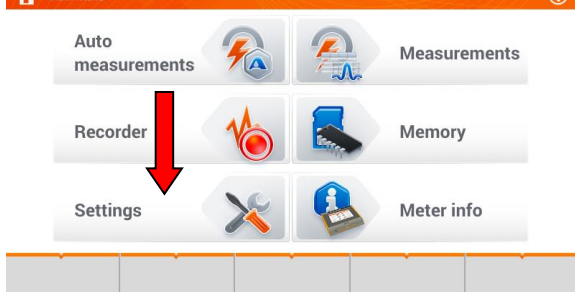 Auto
measurements
Measurements
Recorder
Memory
Settings
Meter info